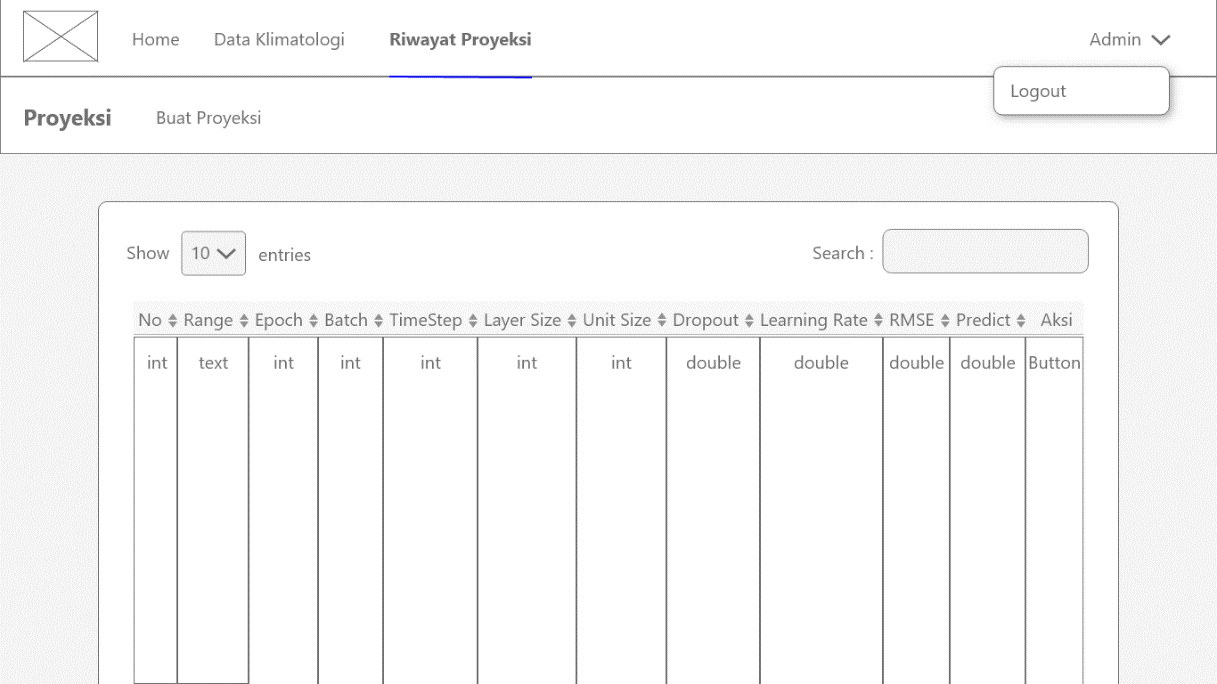 Home Data Klimatologi Riwayat Proyeksi Admin
Logout
Proyeksi Buat Proyeksi
Show 10 entries Search :
No Range Epoch Batch TimeStep Layer Size Unit Size Dropout Learning Rate RMSE Predict Aksi
int text int int int int int double double double double Button